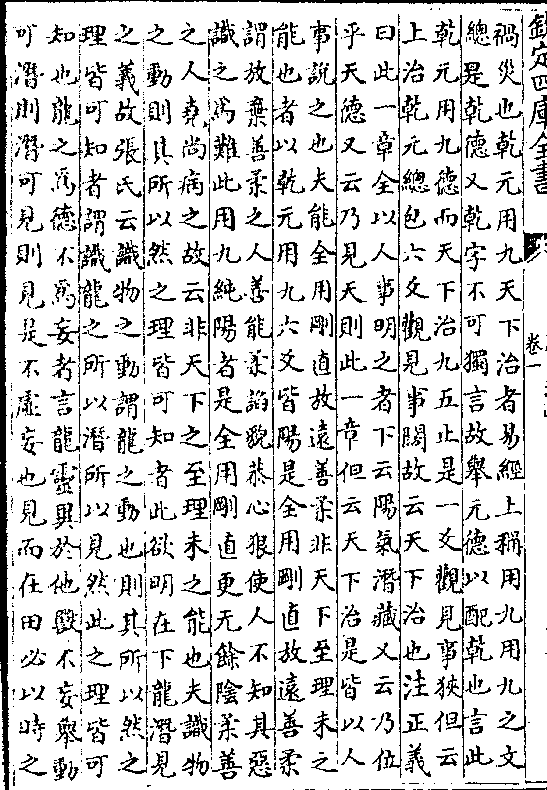 欽定四庫全書
卷一
禍災也乾元用九天下治者易經上稱用九用九之文
總是乾德又乾字不可獨言故舉元德以配乾也言此
乾元用九德而天下治九五止是一爻觀見事狹但云
上治乾元總包六爻觀見事闊故云天下治也注正義
曰此一章全以人事明之者下云陽氣潛藏又云乃位
乎天德又云乃見天則此一章但云天下治是皆以人
事說之也夫能全用剛直放遠善柔非天下至理未之
能也者以乾元用九六爻皆陽是全用剛直放遠善柔
謂放棄善柔之人善能柔諂貌恭心狠使人不知其惡
識之為難此用九純陽者是全用剛直更无餘陰柔善
之人堯尚病之故云非天下之至理未之能也夫識物
之動則其所以然之理皆可知者此欲明在下龍潛見
之義故張氏云識物之動謂龍之動也則其所以然之
理皆可知者謂識龍之所以潛所以見然此之理皆可
知也龍之為德不為妄者言龍靈異於他獸不妄舉動
可潛則潛可見則見是不虛妄也見而在田必以時之